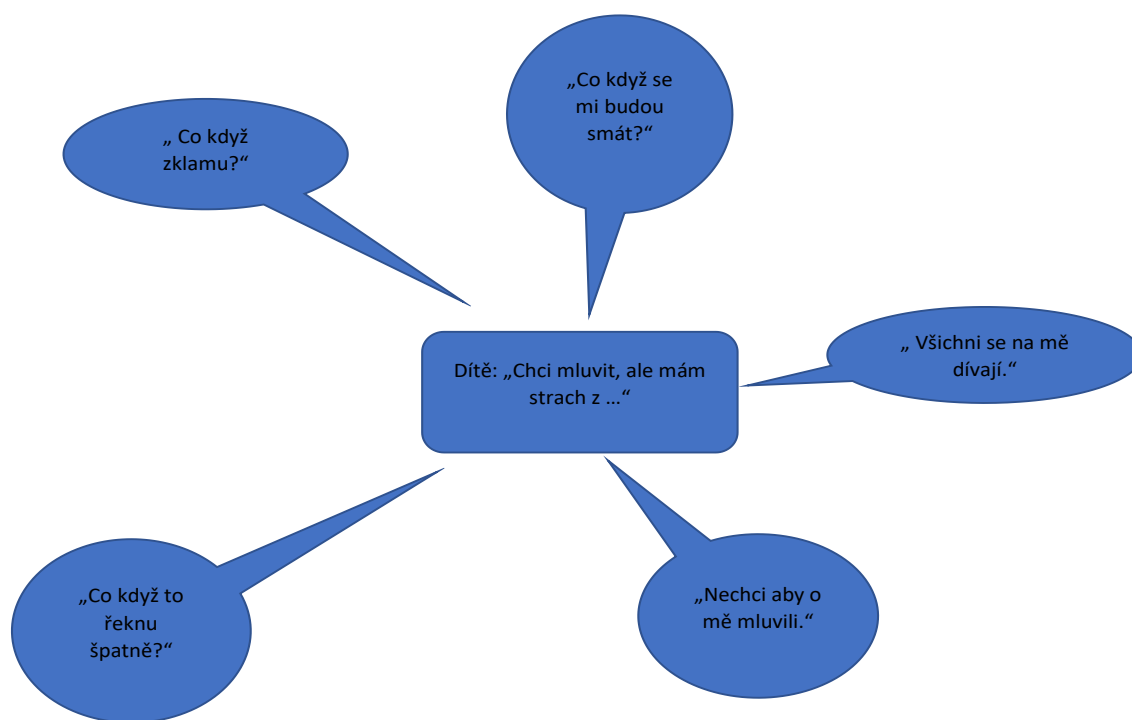 „Co když se
mi budou
smát?“
„ Co když
zklamu?“
„ Všichni se na mě
dívají.“
Dítě: „Chci mluvit, ale mám
strach z ...“
„Co když to
řeknu
špatně?“
„Nechci aby o
mě mluvili.“